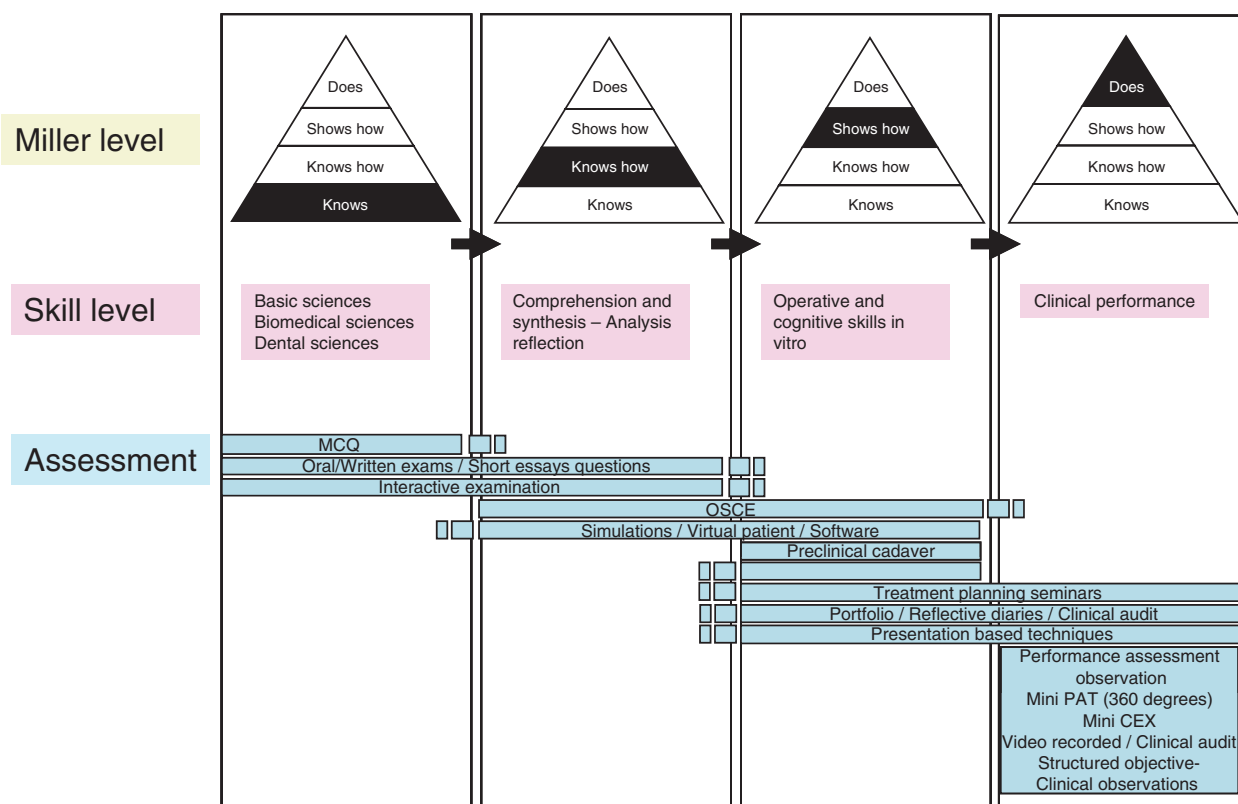 Miller level
Does
Shows how
Knows how
Knows
Does
Shows how
Knows how
Knows
Does
Shows how
Knows how
Knows
Does
Shows how
Knows how
Knows
Skill level
Basic sciences
Biomedical sciences
Dental sciences
Comprehension and
synthesis – Analysis
reflection
Operative and
cognitive skills in
vitro
Clinical performance
Assessment
MCQ
Oral/Written exams / Short essays questions
Interactive examination
OSCE
Simulations / Virtual patient / Software
Preclinical cadaver
Treatment planning seminars
Portfolio / Reflective diaries / Clinical audit
Presentation based techniques
Performance assessment
observation
Mini PAT (360 degrees)
Mini CEX
Video recorded / Clinical audit
Structured objective-
Clinical observations